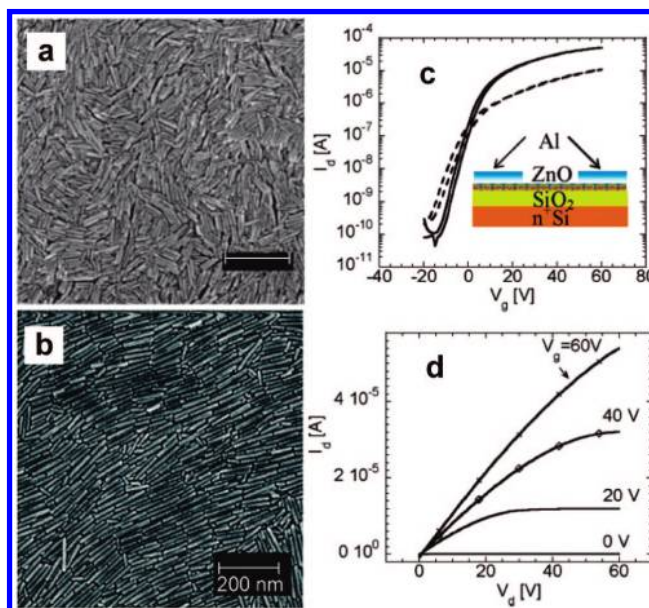 a
b
200 nm
c
I_d [A]
10⁻⁴
10⁻⁵
10⁻⁶
10⁻⁷
10⁻⁸
10⁻⁹
10⁻¹⁰
10⁻¹¹
-40 -20 0 20 40 60 80
V_g [V]
Al
ZnO
SiO₂
n⁺Si
d
I_d [A]
4 10⁻⁵
2 10⁻⁵
0 10⁰
V_g=60V
40 V
20 V
0 V
0 20 40 60
V_d [V]